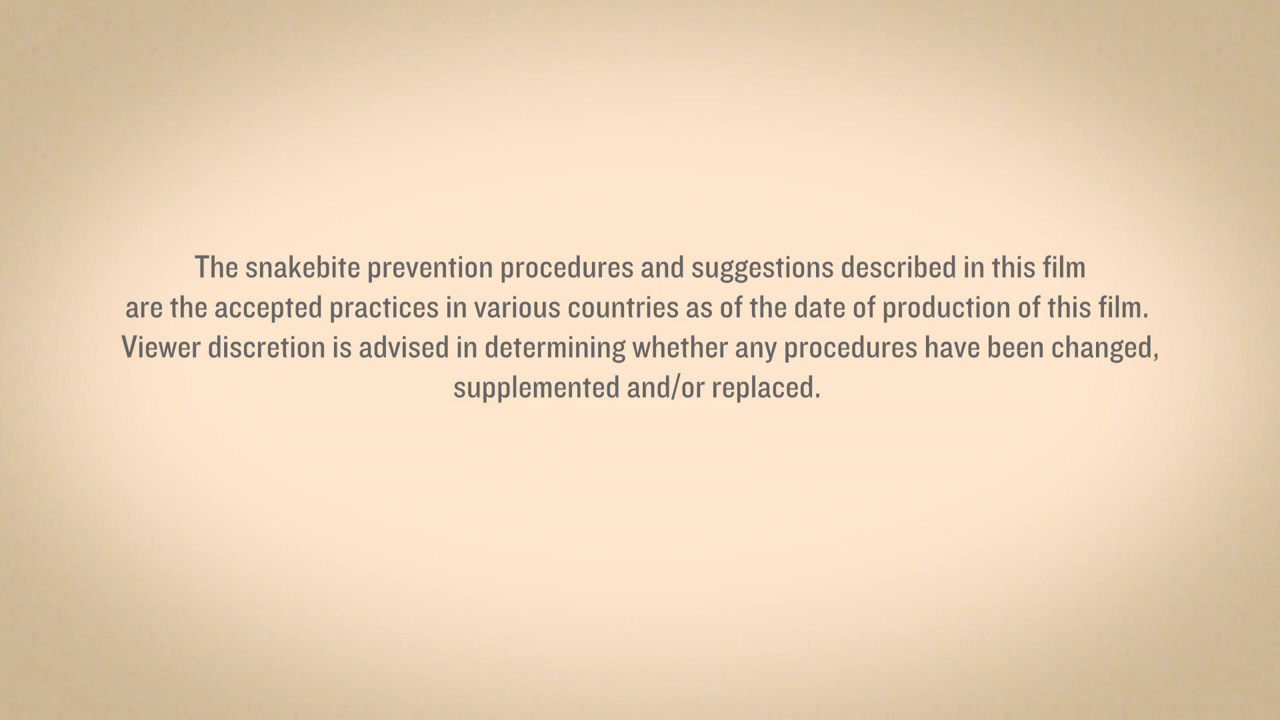 The snakebite prevention procedures and suggestions described in this film
are the accepted practices in various countries as of the date of production of this film.
Viewer discretion is advised in determining whether any procedures have been changed,
supplemented and/or replaced.